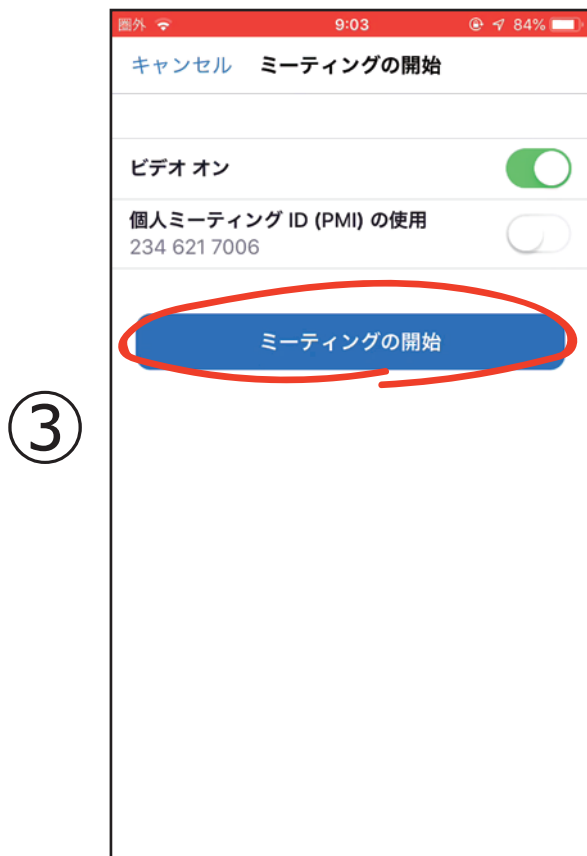 圏外 9:03 84%
キャンセル ミーティングの開始
ビデオ オン
個人ミーティング ID (PMI) の使用
234 621 7006
ミーティングの開始
③